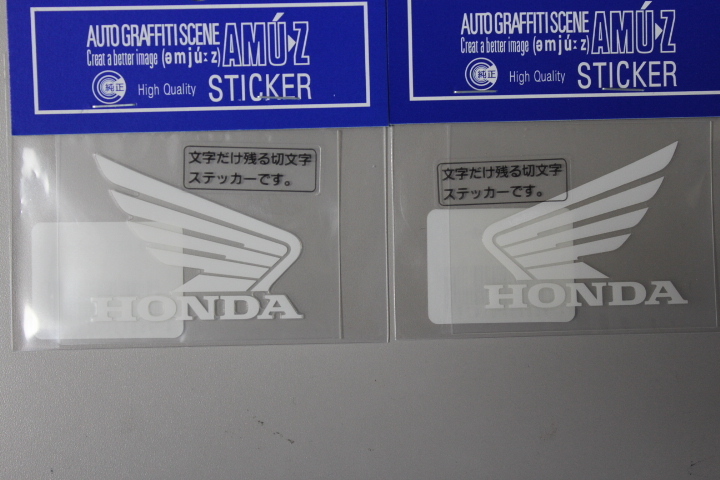 AUTO GRAFFITI SCENE
Creat a better image (əmjú:z)
AMÚ▸Z
純正
High Quality
STICKER
文字だけ残る切文字
ステッカーです。
HONDA
AUTO GRAFFITI SCENE
Creat a better image (əmjú:z)
AMÚ▸Z
純正
High Quality
STICKER
文字だけ残る切文字
ステッカーです。
HONDA